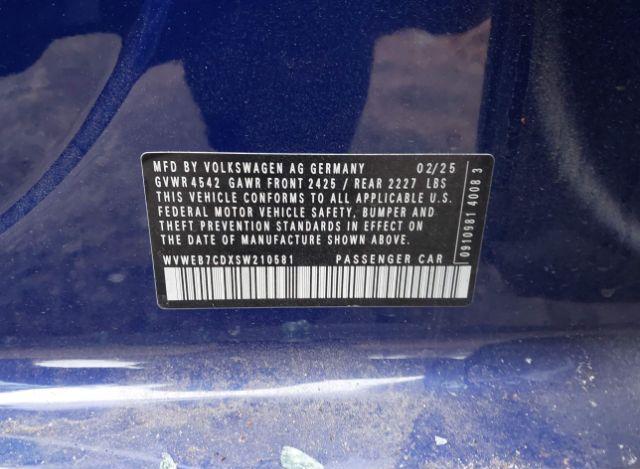 MFD BY VOLKSWAGEN AG GERMANY 02/25
GVWR 4542 GAWR FRONT 2425 / REAR 2227 LBS
THIS VEHICLE CONFORMS TO ALL APPLICABLE U.S.
FEDERAL MOTOR VEHICLE SAFETY, BUMPER AND
THEFT PREVENTION STANDARDS IN EFFECT ON THE
DATE OF MANUFACTURE SHOWN ABOVE.
WVWEB7CDXSW210581 PASSENGER CAR
0910981 4008 3